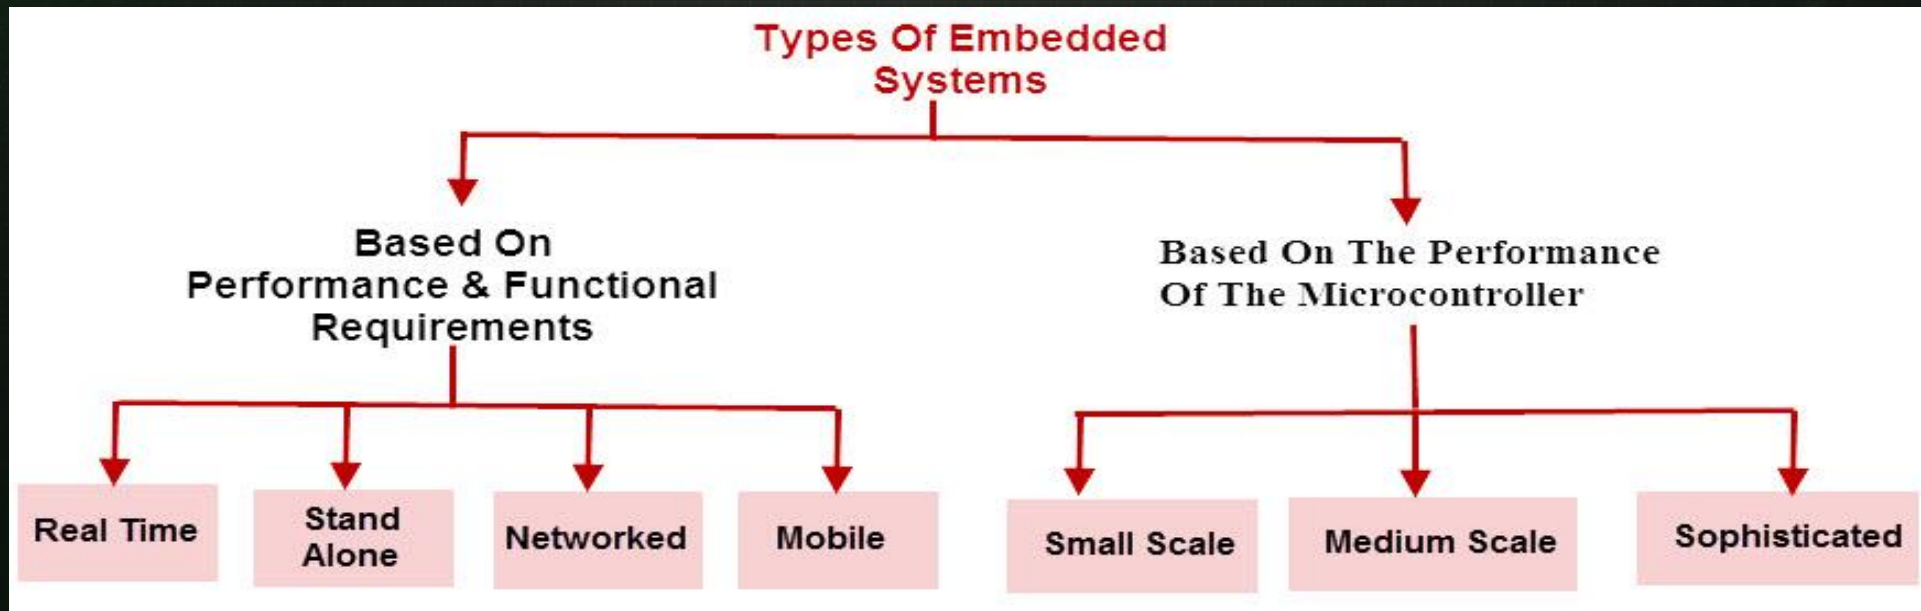 Types Of Embedded
Systems
Based On
Performance & Functional
Requirements
Based On The Performance
Of The Microcontroller
Real Time
Stand
Alone
Networked
Mobile
Small Scale
Medium Scale
Sophisticated